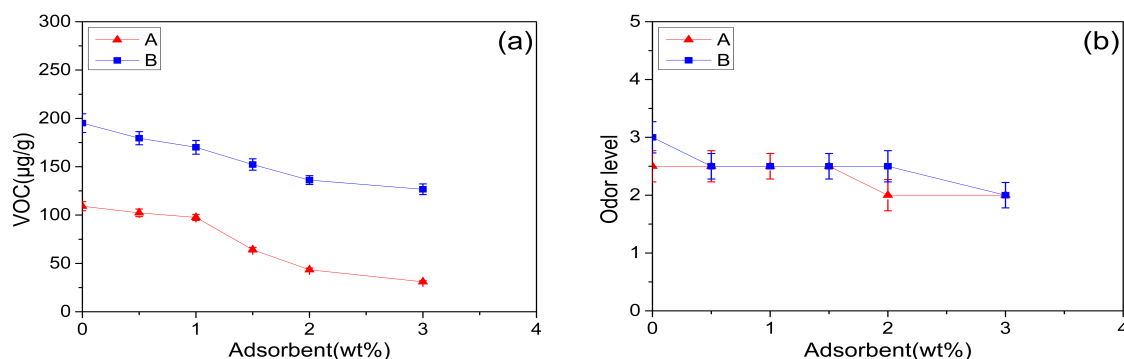 (a)
A
B
VOC(μg/g)
300
250
200
150
100
50
0
0 1 2 3 4
Adsorbent(wt%)
(b)
A
B
Odor level
5
4
3
2
1
0
0 1 2 3 4
Adsorbent(wt%)